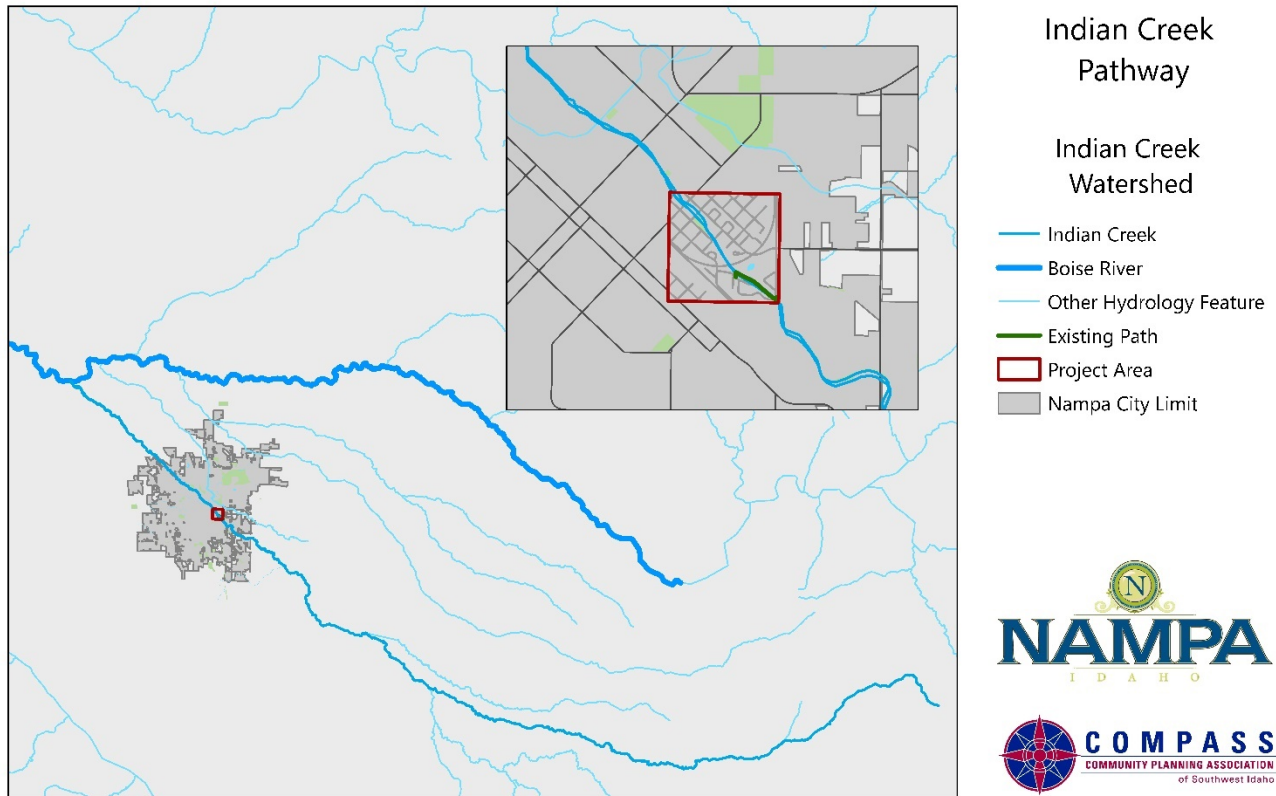 Indian Creek
Pathway
Indian Creek
Watershed
Indian Creek
Boise River
Other Hydrology Feature
Existing Path
Project Area
Nampa City Limit
N
NAMPA
IDAHO
COMPASS
COMMUNITY PLANNING ASSOCIATION
of Southwest Idaho